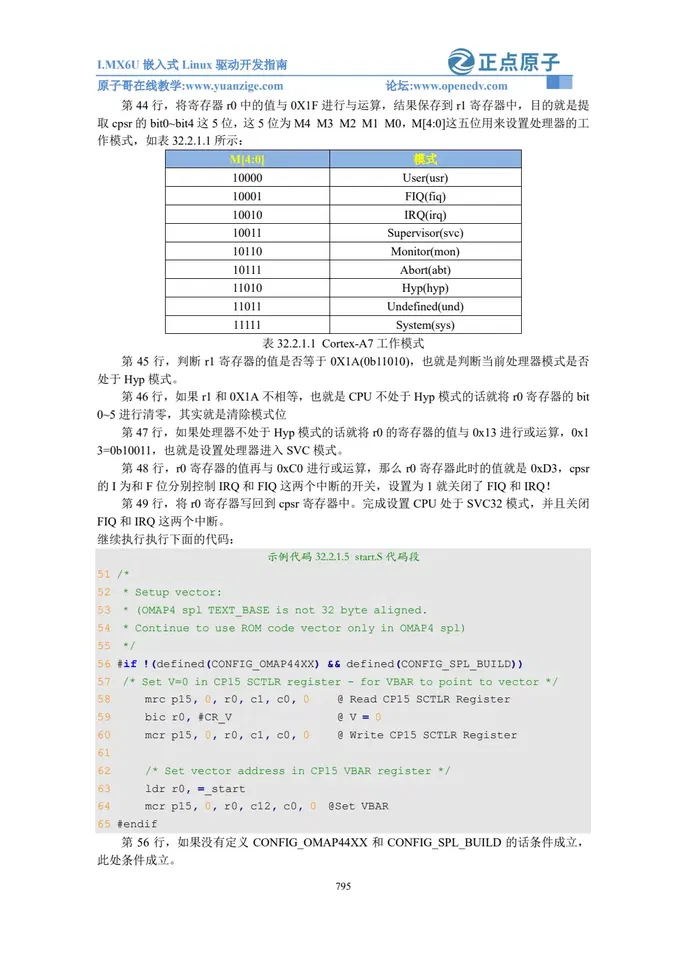 I.MX6U 嵌入式 Linux 驱动开发指南
正点原子
原子哥在线教学:www.yuanzige.com 论坛:www.openedv.com
第 44 行，将寄存器 r0 中的值与 0X1F 进行与运算，结果保存到 r1 寄存器中，目的就是提
取 cpsr 的 bit0~bit4 这 5 位，这 5 位为 M4 M3 M2 M1 M0，M[4:0]这五位用来设置处理器的工
作模式，如表 32.2.1.1 所示：
M[4:0] 模式
10000 User(usr)
10001 FIQ(fiq)
10010 IRQ(irq)
10011 Supervisor(svc)
10110 Monitor(mon)
10111 Abort(abt)
11010 Hyp(hyp)
11011 Undefined(und)
11111 System(sys)
表 32.2.1.1 Cortex-A7 工作模式
第 45 行，判断 r1 寄存器的值是否等于 0X1A(0b11010)，也就是判断当前处理器模式是否
处于 Hyp 模式。
第 46 行，如果 r1 和 0X1A 不相等，也就是 CPU 不处于 Hyp 模式的话就将 r0 寄存器的 bit
0~5 进行清零，其实就是清除模式位
第 47 行，如果处理器不处于 Hyp 模式的话就将 r0 的寄存器的值与 0x13 进行或运算，0x1
3=0b10011，也就是设置处理器进入 SVC 模式。
第 48 行，r0 寄存器的值再与 0xC0 进行或运算，那么 r0 寄存器此时的值就是 0xD3，cpsr
的 I 为和 F 位分别控制 IRQ 和 FIQ 这两个中断的开关，设置为 1 就关闭了 FIQ 和 IRQ！
第 49 行，将 r0 寄存器写回到 cpsr 寄存器中。完成设置 CPU 处于 SVC32 模式，并且关闭
FIQ 和 IRQ 这两个中断。
继续执行执行下面的代码：
示例代码 32.2.1.5 start.S 代码段
51 /*
52  * Setup vector:
53  * (OMAP4 spl TEXT_BASE is not 32 byte aligned.
54  * Continue to use ROM code vector only in OMAP4 spl)
55  */
56 #if !(defined(CONFIG_OMAP44XX) && defined(CONFIG_SPL_BUILD))
57  /* Set V=0 in CP15 SCTLR register - for VBAR to point to vector */
58     mrc p15, 0, r0, c1, c0, 0    @ Read CP15 SCTLR Register
59     bic r0, #CR_V                @ V = 0
60     mcr p15, 0, r0, c1, c0, 0    @ Write CP15 SCTLR Register
61
62     /* Set vector address in CP15 VBAR register */
63     ldr r0, =_start
64     mcr p15, 0, r0, c12, c0, 0  @Set VBAR
65 #endif
第 56 行，如果没有定义 CONFIG_OMAP44XX 和 CONFIG_SPL_BUILD 的话条件成立，
此处条件成立。
795